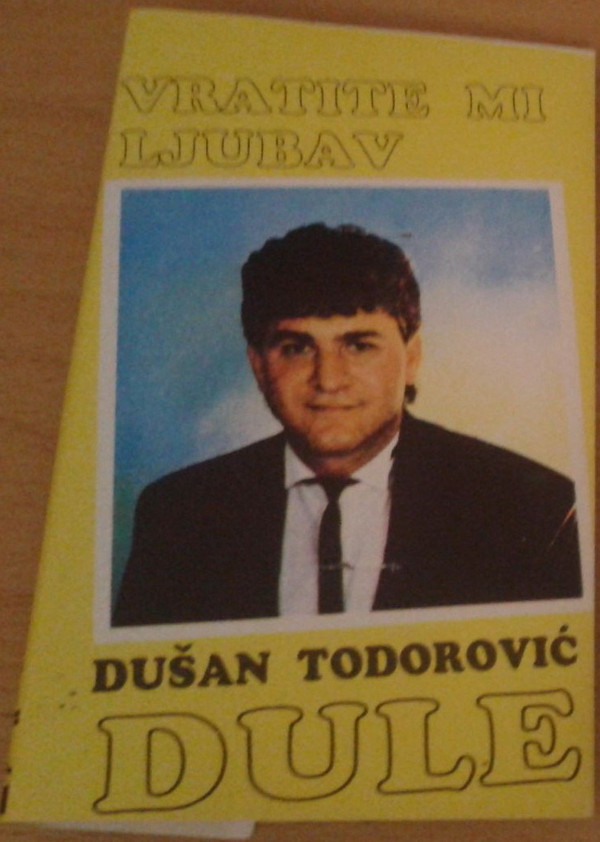 VRATITE MI
LJUBAV
DUŠAN TODOROVIĆ
DULE